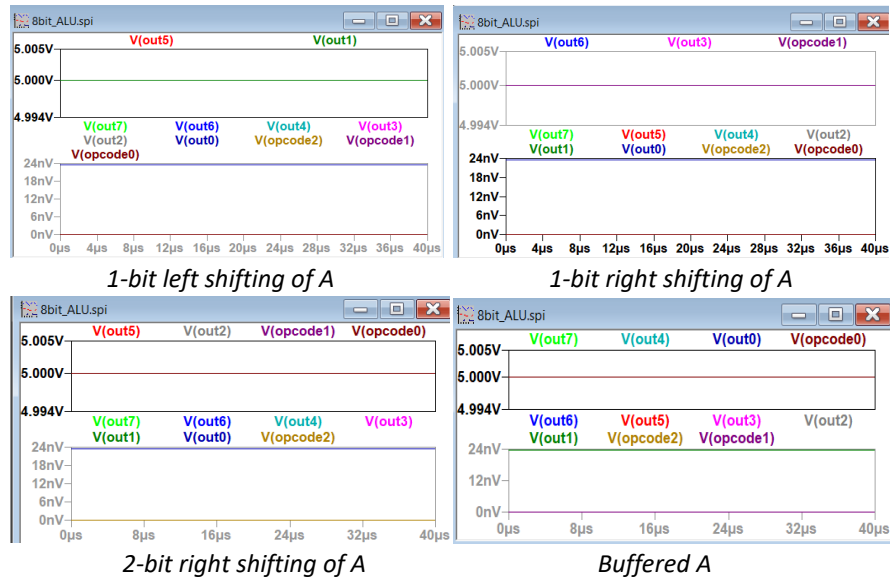 8bit_ALU.spi
V(out5) V(out1)
5.005V
5.000V
4.994V
V(out7) V(out6) V(out4) V(out3)
V(out2) V(out0) V(opcode2) V(opcode1)
V(opcode0)
24nV
18nV
12nV
6nV
0nV
0µs 4µs 8µs 12µs 16µs 20µs 24µs 28µs 32µs 36µs 40µs
1-bit left shifting of A
8bit_ALU.spi
V(out6) V(out3) V(opcode1)
5.005V
5.000V
4.994V
V(out7) V(out5) V(out4) V(out2)
V(out1) V(out0) V(opcode2) V(opcode0)
24nV
18nV
12nV
6nV
0nV
0µs 4µs 8µs 12µs 16µs 20µs 24µs 28µs 32µs 36µs 40µs
1-bit right shifting of A
8bit_ALU.spi
V(out5) V(out2) V(opcode1) V(opcode0)
5.005V
5.000V
4.994V
V(out7) V(out6) V(out4) V(out3)
V(out1) V(out0) V(opcode2)
24nV
18nV
12nV
6nV
0nV
0µs 8µs 16µs 24µs 32µs 40µs
2-bit right shifting of A
8bit_ALU.spi
V(out7) V(out4) V(out0) V(opcode0)
5.005V
5.000V
4.994V
V(out6) V(out5) V(out3) V(out2)
V(out1) V(opcode2) V(opcode1)
24nV
12nV
0nV
0µs 8µs 16µs 24µs 32µs 40µs
Buffered A